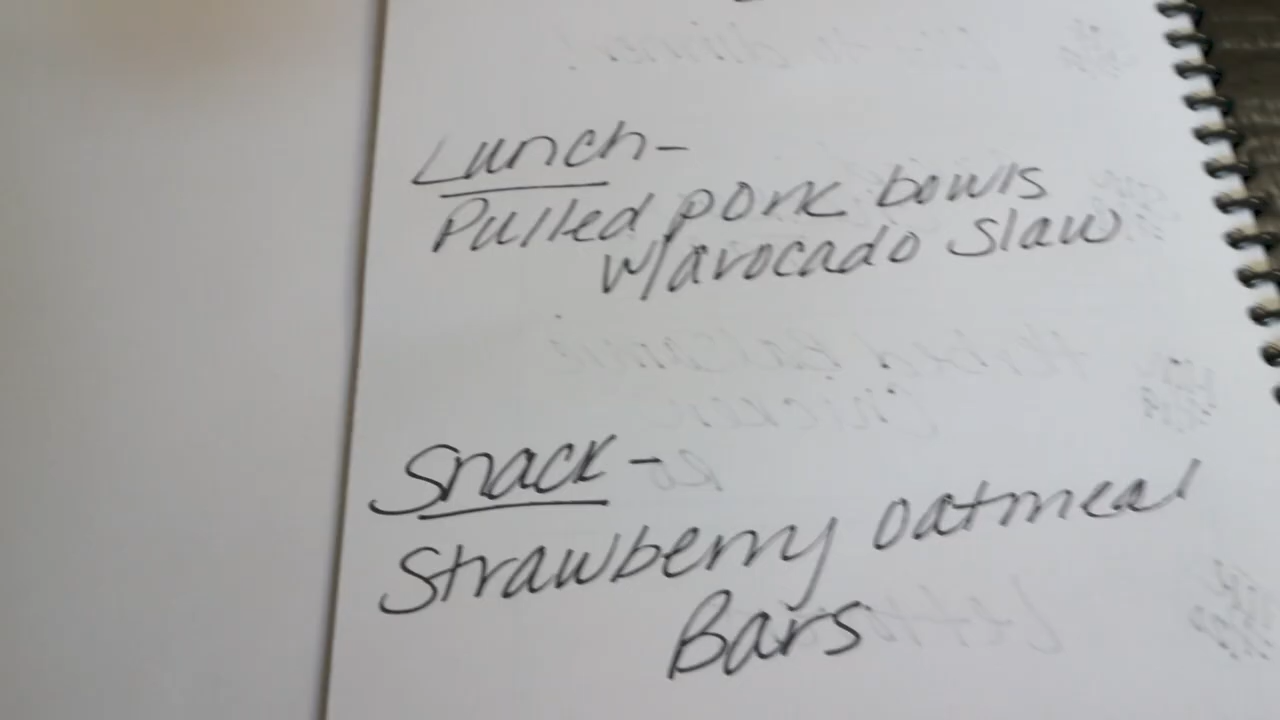 Lunch-
Pulled pork bowls
w/avocado slaw
Snack-
Strawberry oatmeal
Bars